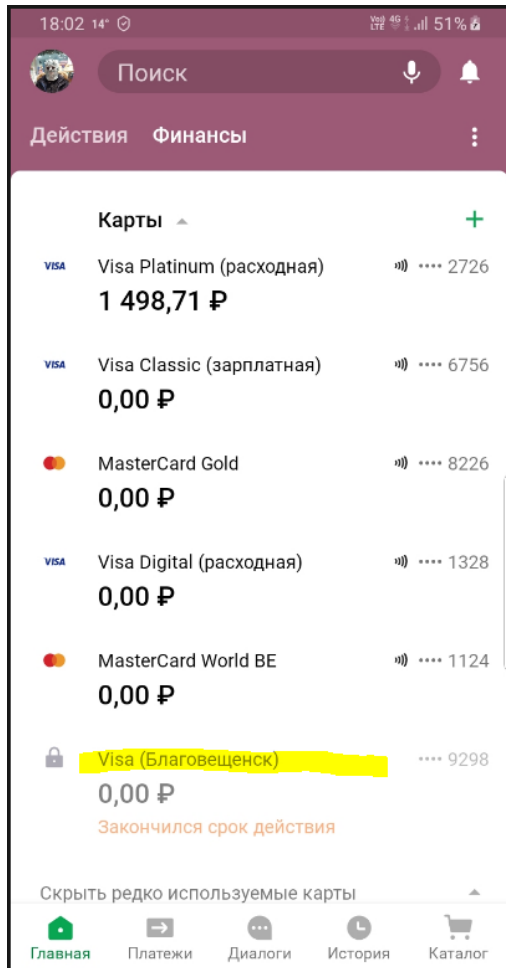 18:02 14°
Vo)) LTE 4G 51%
Поиск
Действия Финансы
Карты
VISA Visa Platinum (расходная) •••• 2726
1 498,71 ₽
VISA Visa Classic (зарплатная) •••• 6756
0,00 ₽
MasterCard Gold •••• 8226
0,00 ₽
VISA Visa Digital (расходная) •••• 1328
0,00 ₽
MasterCard World BE •••• 1124
0,00 ₽
Visa (Благовещенск) •••• 9298
0,00 ₽
Закончился срок действия
Скрыть редко используемые карты
Главная Платежи Диалоги История Каталог